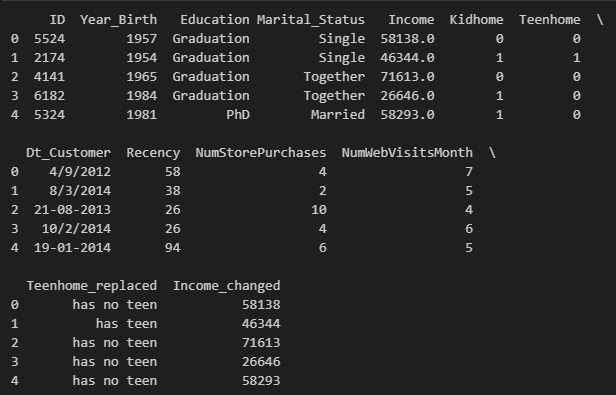 ID Year_Birth Education Marital_Status Income Kidhome Teenhome \
0 5524 1957 Graduation Single 58138.0 0 0
1 2174 1954 Graduation Single 46344.0 1 1
2 4141 1965 Graduation Together 71613.0 0 0
3 6182 1984 Graduation Together 26646.0 1 0
4 5324 1981 PhD Married 58293.0 1 0
Dt_Customer Recency NumStorePurchases NumWebVisitsMonth \
0 4/9/2012 58 4 7
1 8/3/2014 38 2 5
2 21-08-2013 26 10 4
3 10/2/2014 26 4 6
4 19-01-2014 94 6 5
Teenhome_replaced Income_changed
0 has no teen 58138
1 has teen 46344
2 has no teen 71613
3 has no teen 26646
4 has no teen 58293